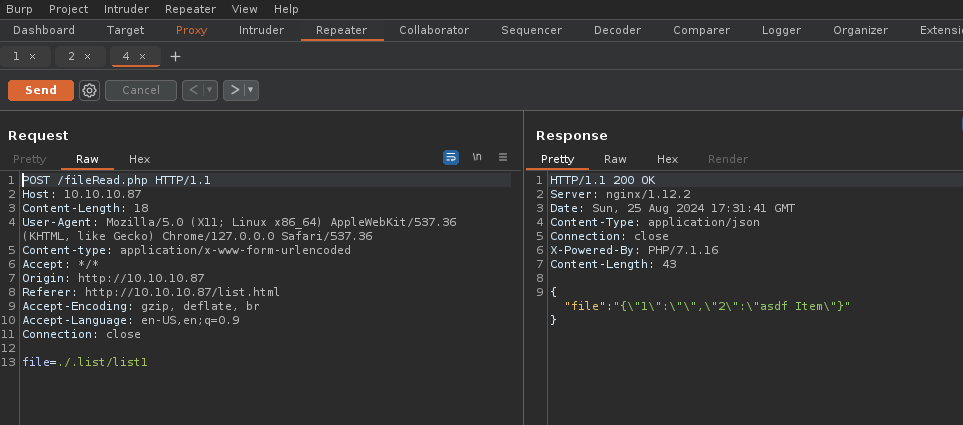 Burp Project Intruder Repeater View Help
Dashboard Target Proxy Intruder Repeater Collaborator Sequencer Decoder Comparer Logger Organizer Extensi
1 × 2 × 4 × +
Send Cancel < >
Request
Pretty Raw Hex \n
1 POST /fileRead.php HTTP/1.1
2 Host: 10.10.10.87
3 Content-Length: 18
4 User-Agent: Mozilla/5.0 (X11; Linux x86_64) AppleWebKit/537.36
(KHTML, like Gecko) Chrome/127.0.0.0 Safari/537.36
5 Content-type: application/x-www-form-urlencoded
6 Accept: */*
7 Origin: http://10.10.10.87
8 Referer: http://10.10.10.87/list.html
9 Accept-Encoding: gzip, deflate, br
10 Accept-Language: en-US,en;q=0.9
11 Connection: close
12
13 file=./.list/list1
Response
Pretty Raw Hex Render
1 HTTP/1.1 200 OK
2 Server: nginx/1.12.2
3 Date: Sun, 25 Aug 2024 17:31:41 GMT
4 Content-Type: application/json
5 Connection: close
6 X-Powered-By: PHP/7.1.16
7 Content-Length: 43
8
9 {
"file":"{\"1\":\"\",\"2\":\"asdf Item\"}"
}